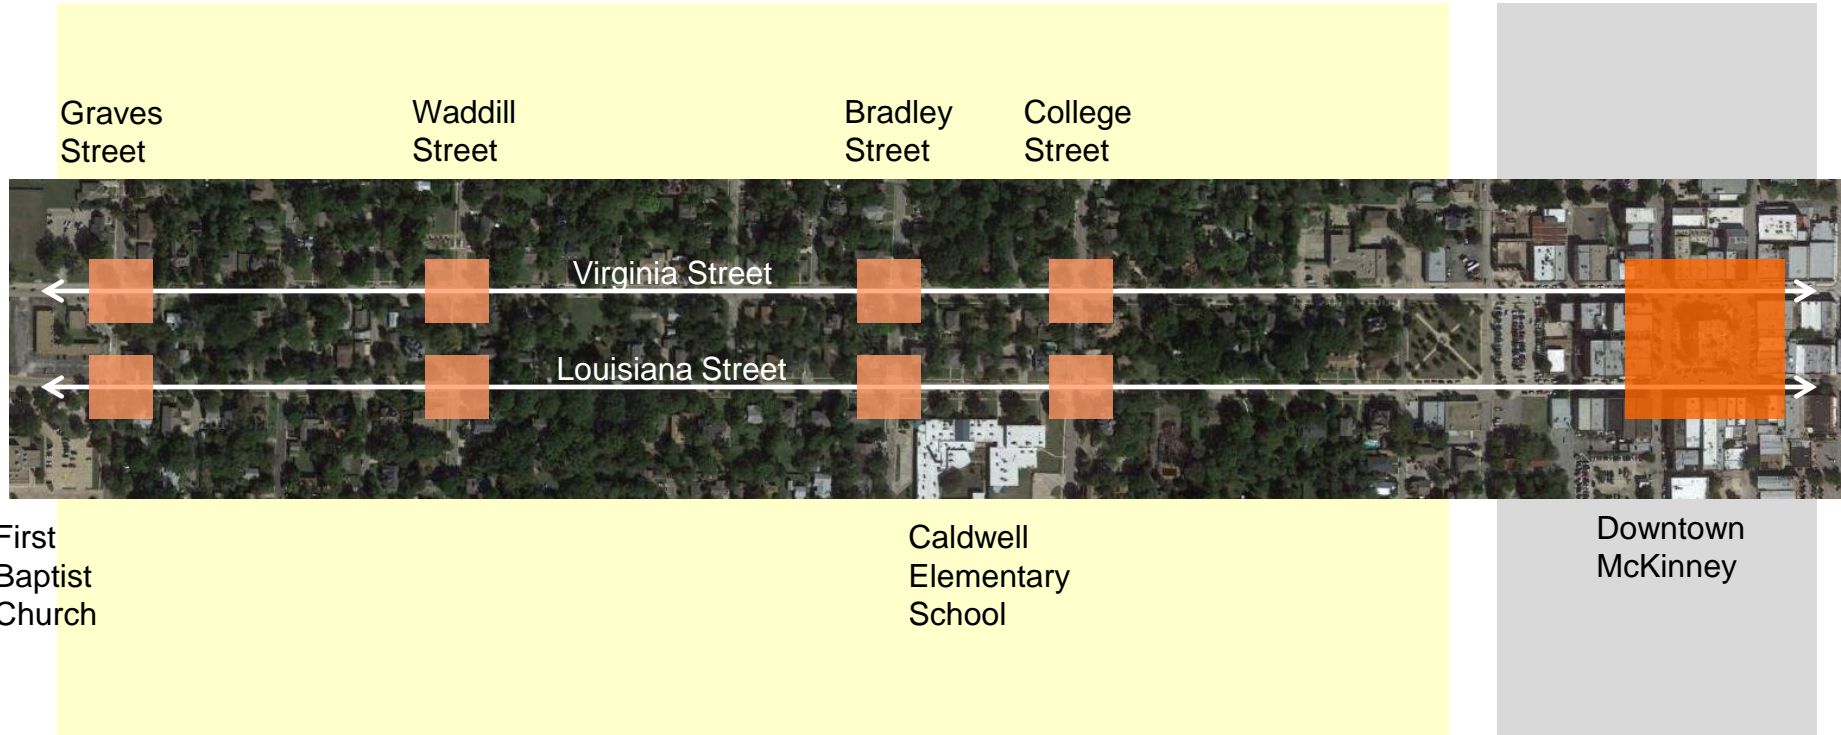 Graves
Street
Waddill
Street
Bradley
Street
College
Street
Virginia Street
Louisiana Street
First
Baptist
Church
Caldwell
Elementary
School
Downtown
McKinney